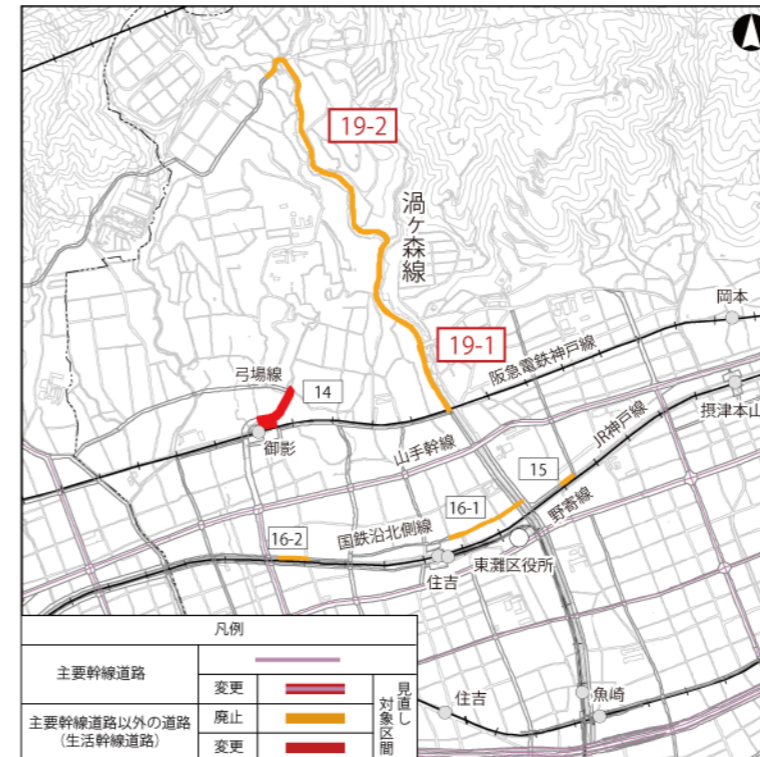 19-2
渦ヶ森線
岡本
19-1
阪急電鉄神戸線
弓場線
14
摂津本山
御影
山手幹線
JR神戸線
15
16-1
野寄線
国鉄沿北側線
16-2
東灘区役所
住吉
凡例
主要幹線道路
変更
主要幹線道路以外の道路
(生活幹線道路)
廃止
変更
見直し
対象区間
住吉
魚崎